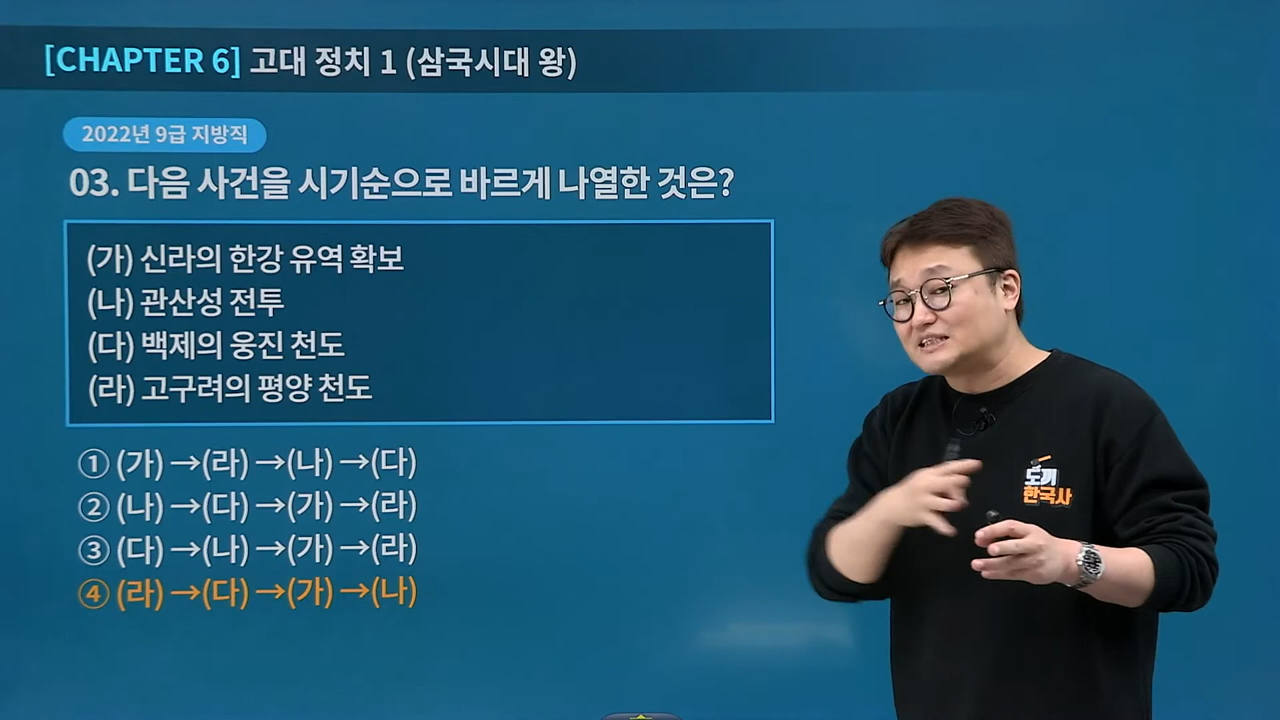 [CHAPTER 6] 고대 정치 1 (삼국시대 왕)
2022년 9급 지방직
03. 다음 사건을 시기순으로 바르게 나열한 것은?
(가) 신라의 한강 유역 확보
(나) 관산성 전투
(다) 백제의 웅진 천도
(라) 고구려의 평양 천도
① (가) →(라) →(나) →(다)
② (나) →(다) →(가) →(라)
③ (다) →(나) →(가) →(라)
④ (라) →(다) →(가) →(나)
도끼
한국사